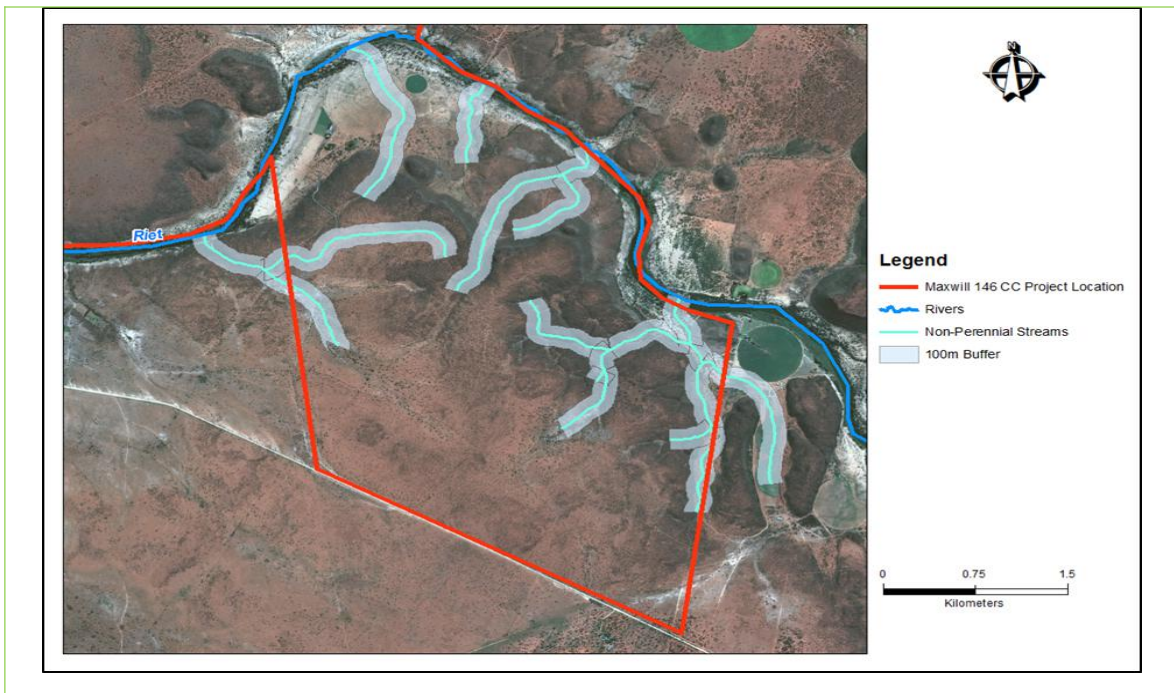 N
Riet
Legend
Maxwill 146 CC Project Location
Rivers
Non-Perennial Streams
100m Buffer
0 0.75 1.5
Kilometers